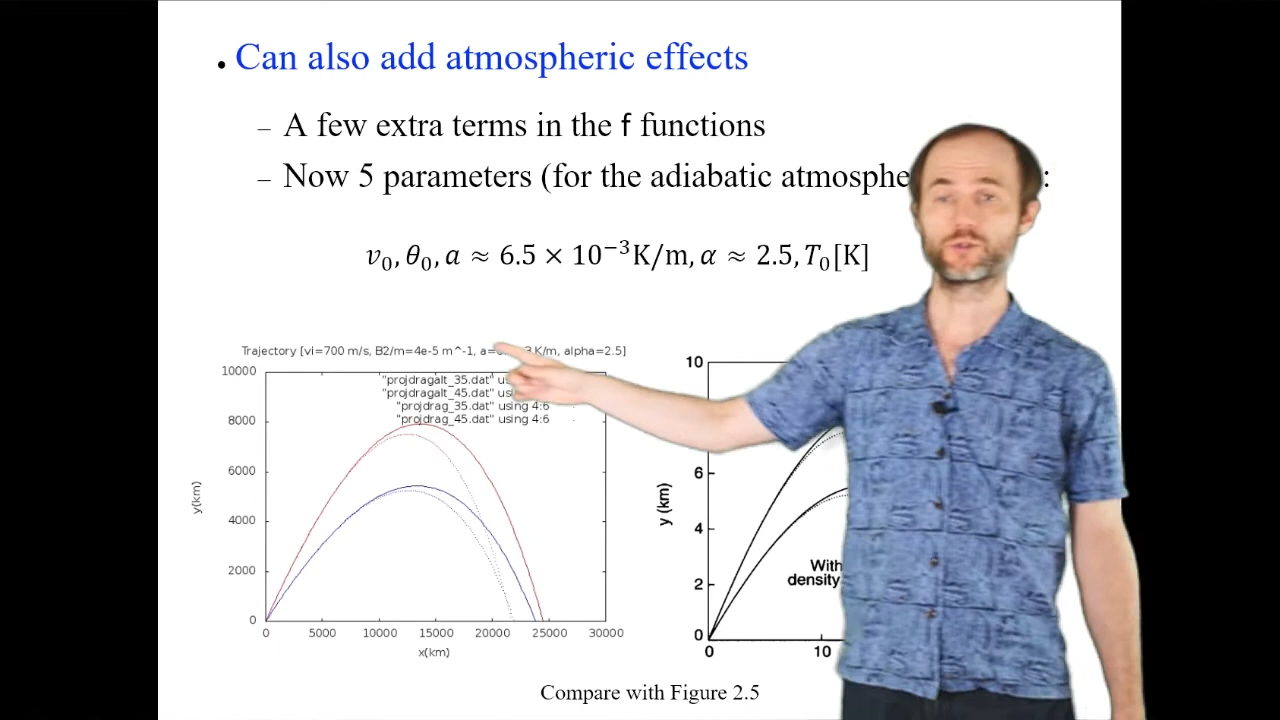 • Can also add atmospheric effects
– A few extra terms in the f functions
– Now 5 parameters (for the adiabatic :
v₀, θ₀, a ≈ 6.5 × 10⁻³K/m, α ≈ 2.5, T₀[K]
Trajectory [vi=700 m/s, B2/m=4e-5 m^-1, K/m, alpha=2.5]
"projdragalt_35.dat"
"projdragalt_45.dat"
"projdrag_35.dat" using 4:6
"projdrag_45.dat" using 4:6
10000
8000
6000
4000
2000
0
y(km)
0 5000 10000 15000 20000 25000 30000
x(km)
10
6
4
2
0
y (km)
With
density
0 10
Compare with Figure 2.5